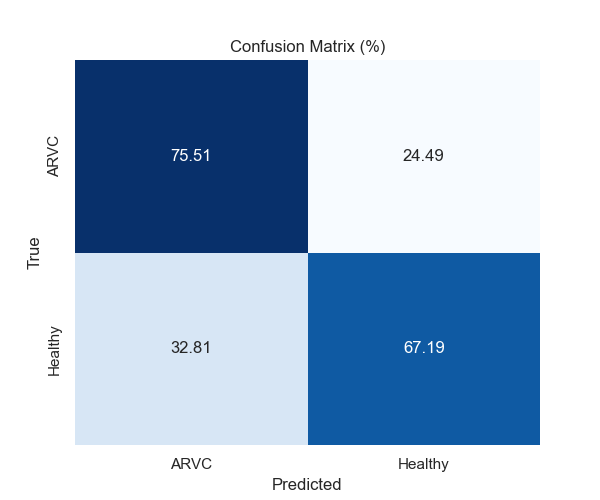 Confusion Matrix (%)
ARVC
75.51
24.49
True
Healthy
32.81
67.19
ARVC
Healthy
Predicted